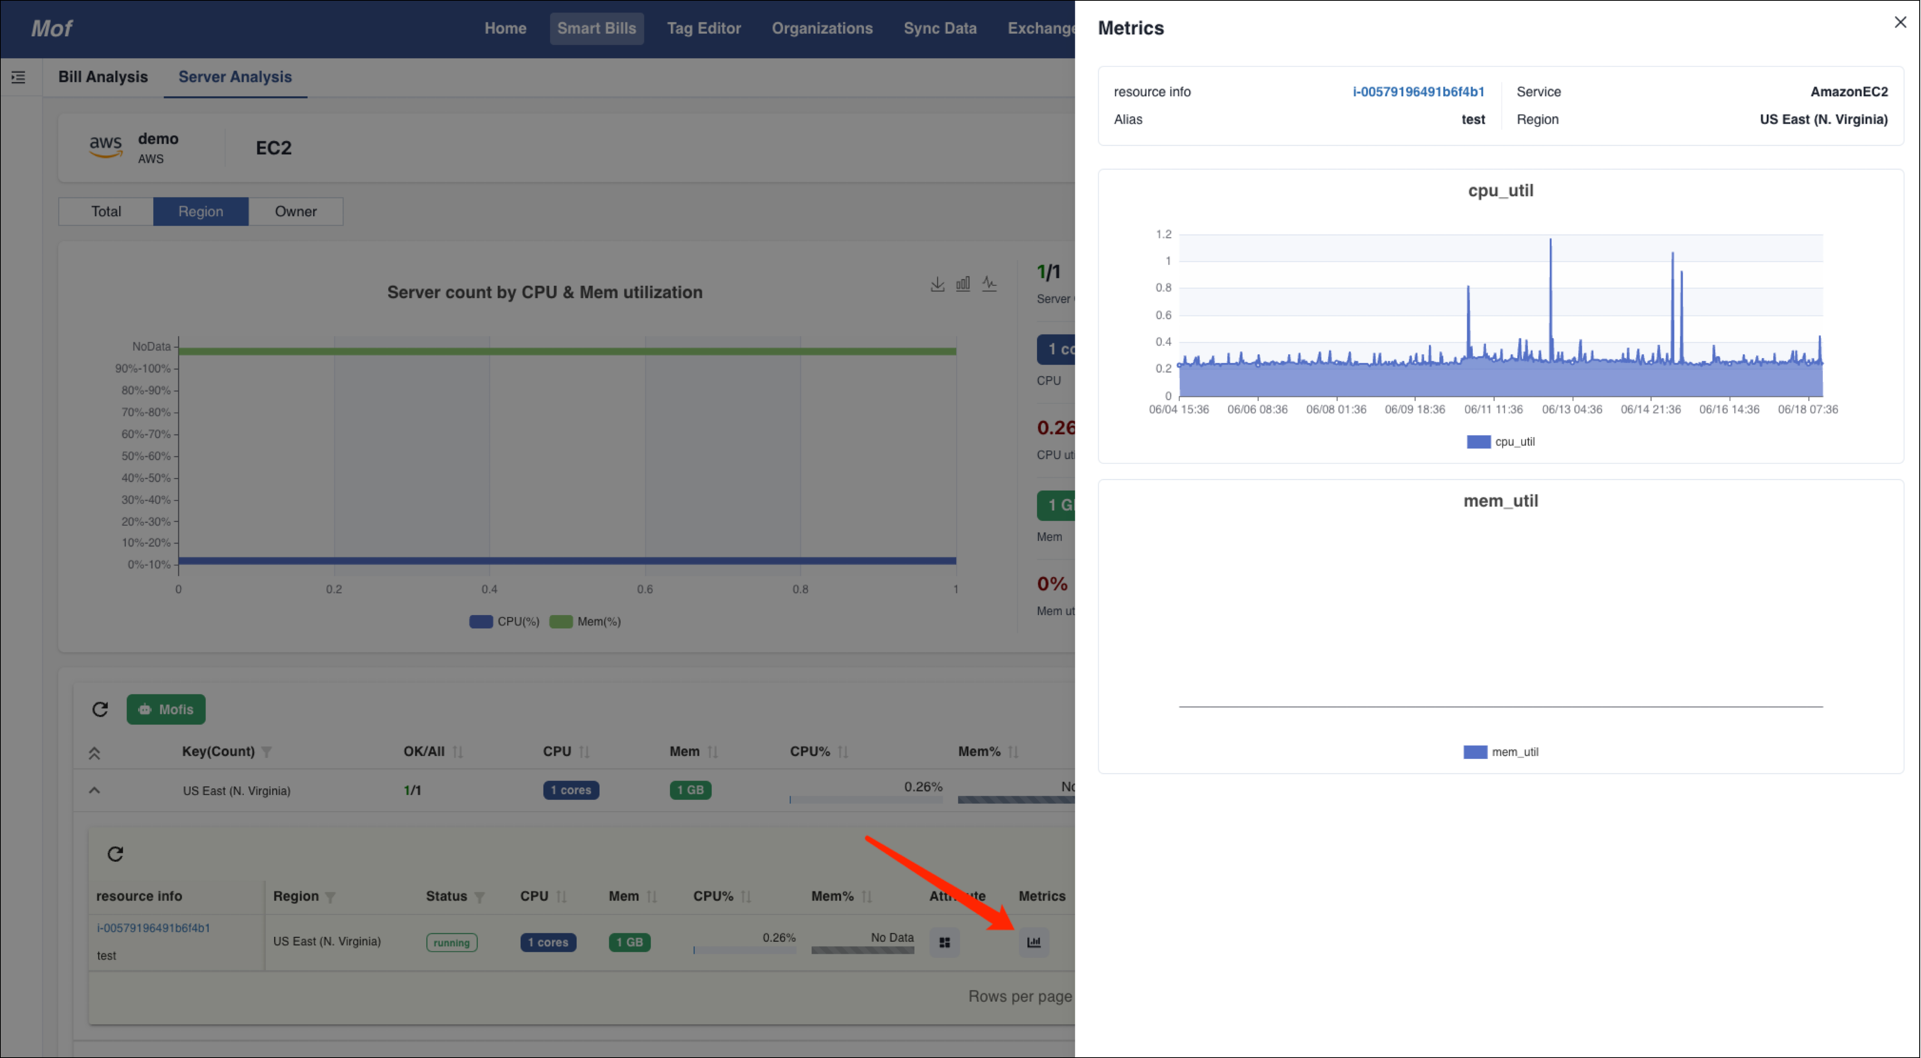 Mof
Home
Smart Bills
Tag Editor
Organizations
Sync Data
Exchange
Bill Analysis
Server Analysis
aws
demo
AWS
EC2
Total
Region
Owner
Server count by CPU & Mem utilization
NoData
90%-100%
80%-90%
70%-80%
60%-70%
50%-60%
40%-50%
30%-40%
20%-30%
10%-20%
0%-10%
0
0.2
0.4
0.6
0.8
1
CPU(%)
Mem(%)
1/1
Server
1 co
CPU
0.26
CPU uti
1 G
Mem
0%
Mem ut
Mofis
Key(Count)
OK/All
CPU
Mem
CPU%
Mem%
US East (N. Virginia)
1/1
1 cores
1 GB
0.26%
No
resource info
Region
Status
CPU
Mem
CPU%
Mem%
Metrics
i-00579196491b6f4b1
test
US East (N. Virginia)
running
1 cores
1 GB
0.26%
No Data
Rows per page
Metrics
resource info
i-00579196491b6f4b1
Service
AmazonEC2
Alias
test
Region
US East (N. Virginia)
cpu_util
1.2
1
0.8
0.6
0.4
0.2
0
06/04 15:36
06/06 08:36
06/08 01:36
06/09 18:36
06/11 11:36
06/13 04:36
06/14 21:36
06/16 14:36
06/18 07:36
cpu_util
mem_util
mem_util